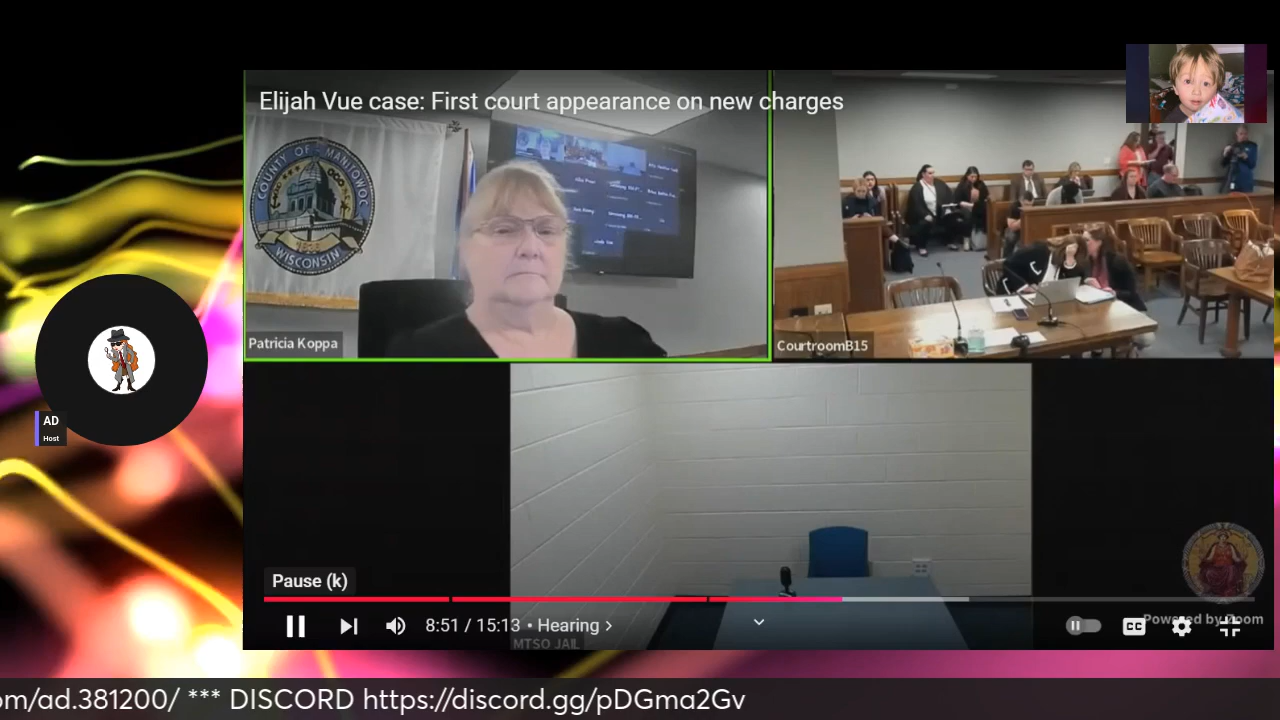 Elijah Vue case: First court appearance on new charges
COUNTY OF MANITOWOC
WISCONSIN
Patricia Koppa
CourtroomB15
AD
Host
Pause (k)
8:51 / 15:13 • Hearing ›
CC
Powered by Zoom
MTSO JAIL
om/ad.381200/ *** DISCORD https://discord.gg/pDGma2Gv